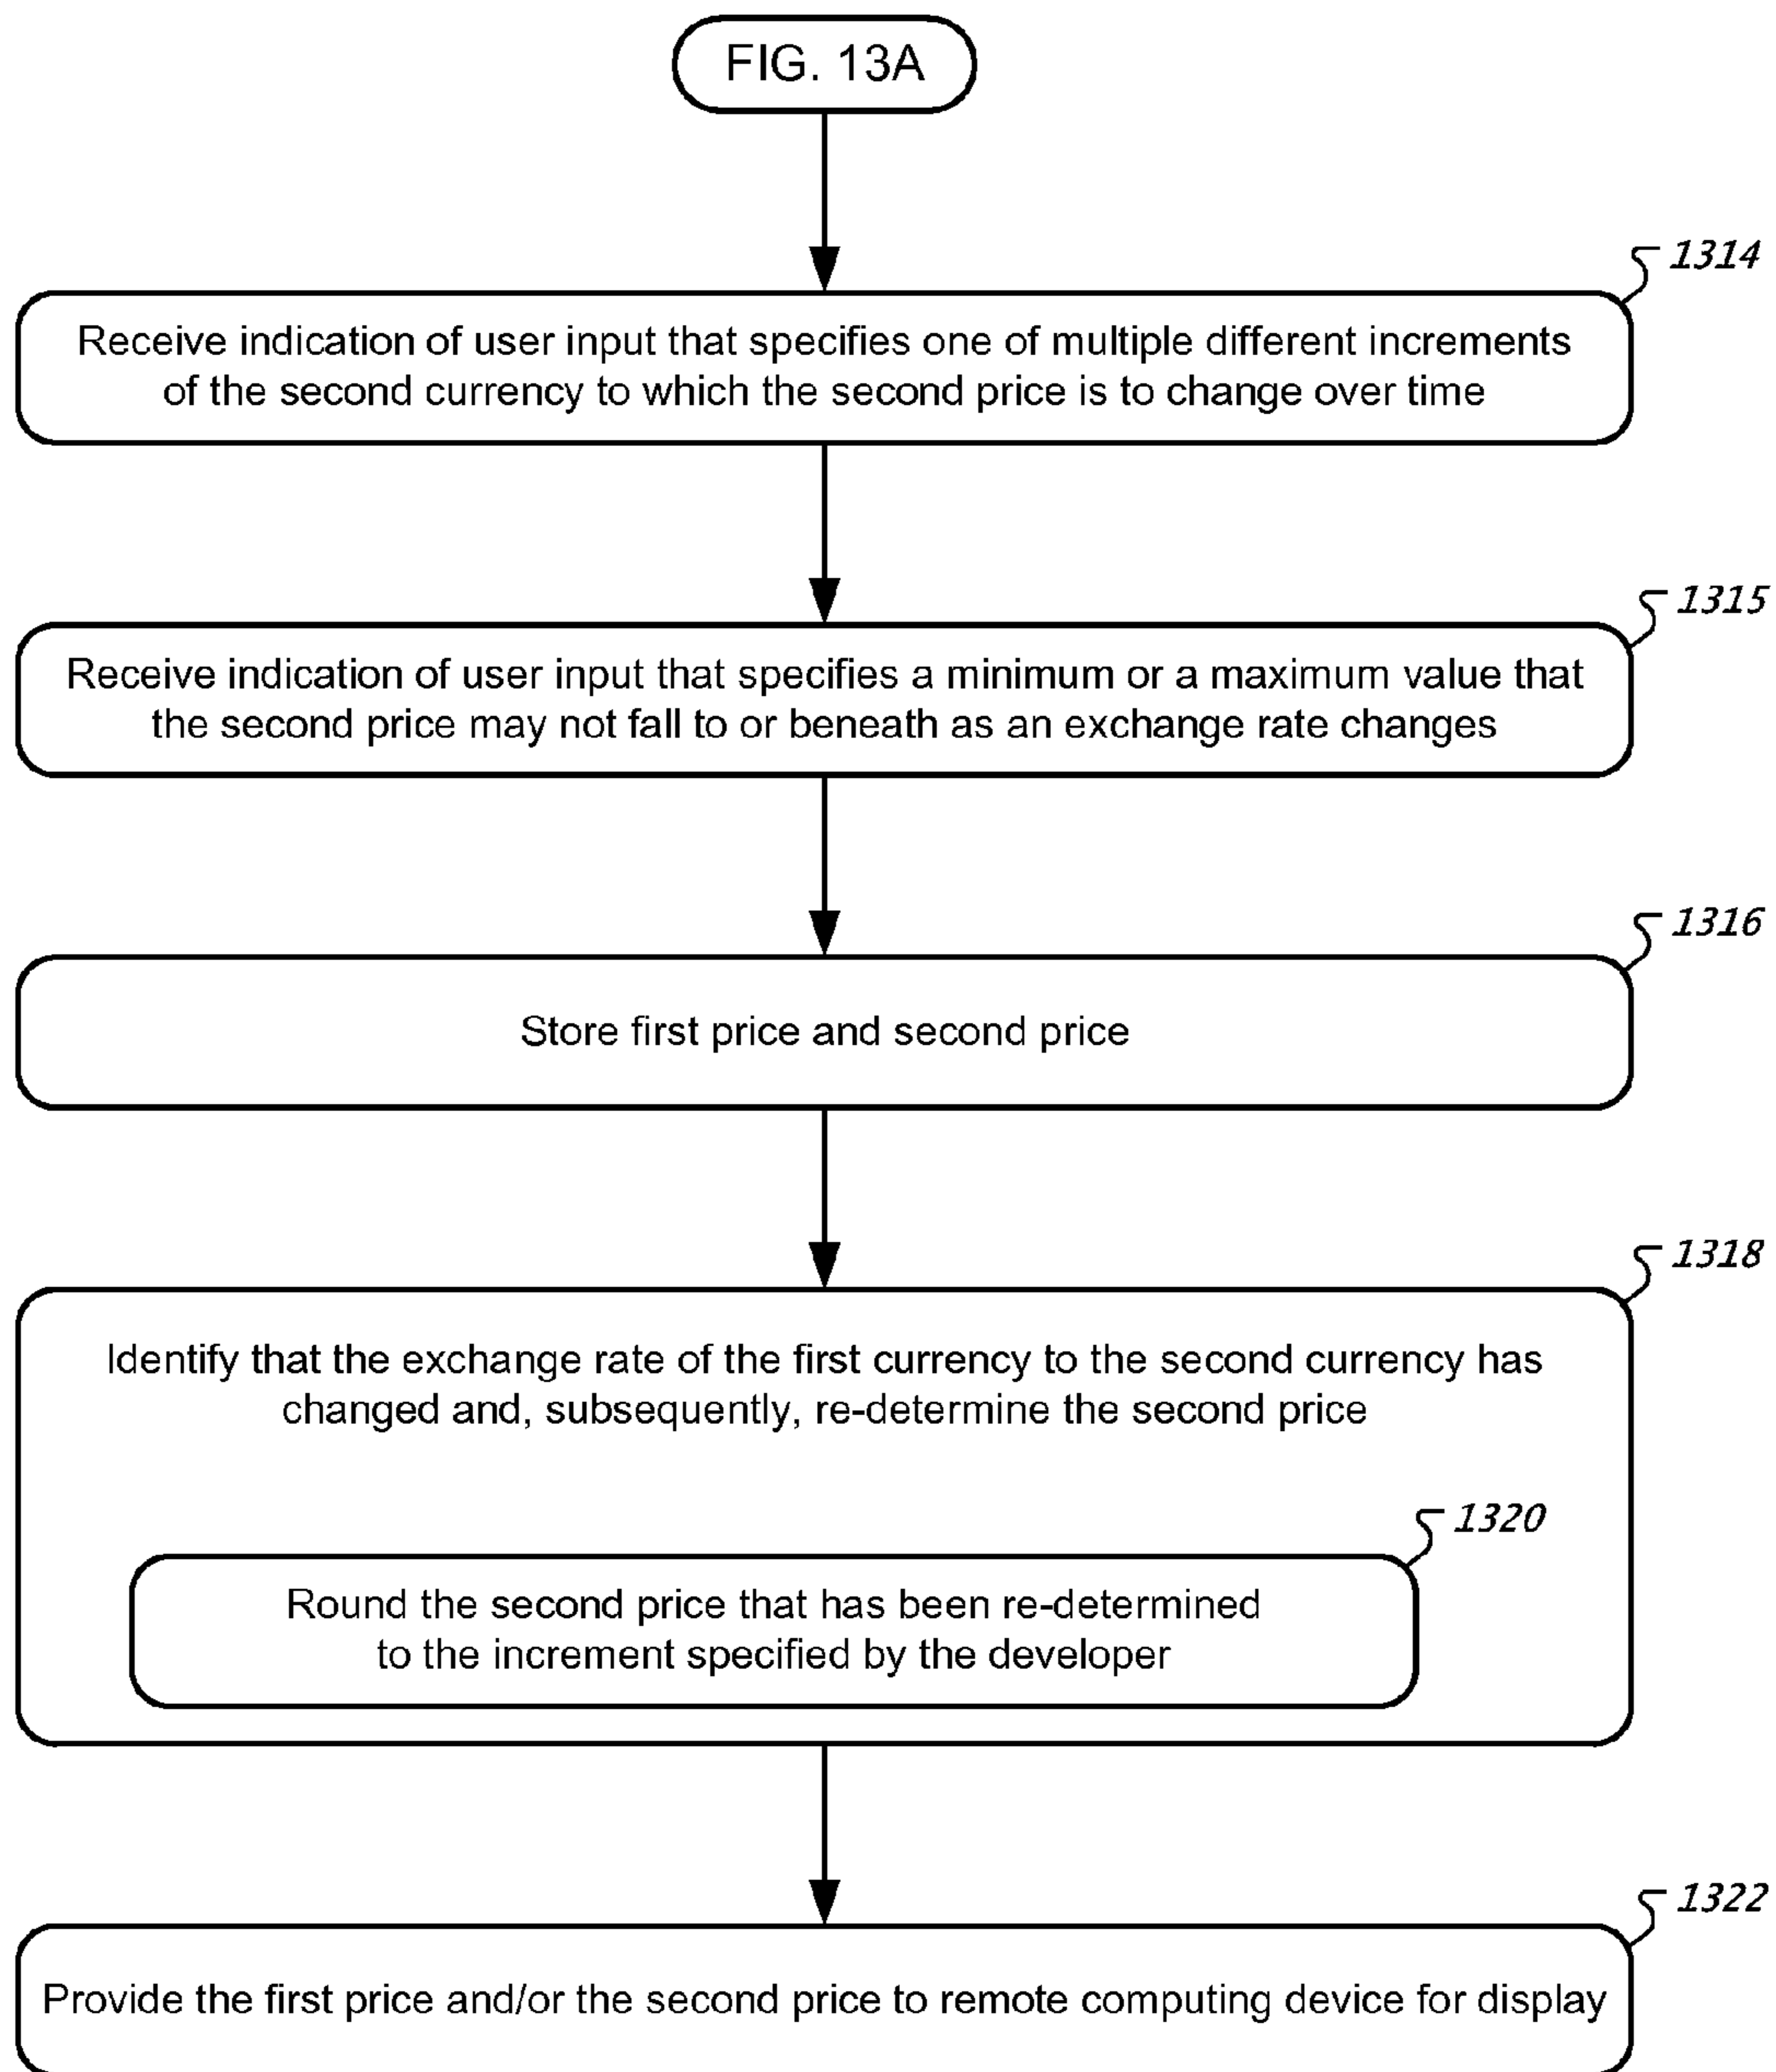 FIG. 13A
1314
Receive indication of user input that specifies one of multiple different increments
of the second currency to which the second price is to change over time
1315
Receive indication of user input that specifies a minimum or a maximum value that
the second price may not fall to or beneath as an exchange rate changes
1316
Store first price and second price
1318
Identify that the exchange rate of the first currency to the second currency has
changed and, subsequently, re-determine the second price
1320
Round the second price that has been re-determined
to the increment specified by the developer
1322
Provide the first price and/or the second price to remote computing device for display